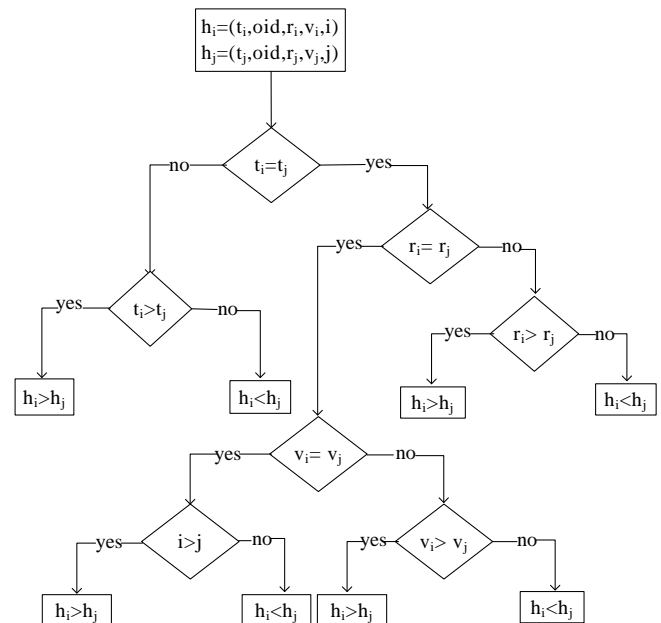 hᵢ=(tᵢ,oid,rᵢ,vᵢ,i)
hⱼ=(tⱼ,oid,rⱼ,vⱼ,j)
tᵢ=tⱼ
no
yes
rᵢ= rⱼ
yes
no
tᵢ>tⱼ
yes
no
rᵢ> rⱼ
yes
no
hᵢ>hⱼ
hᵢ<hⱼ
hᵢ>hⱼ
hᵢ<hⱼ
vᵢ= vⱼ
yes
no
i>j
yes
no
vᵢ> vⱼ
yes
no
hᵢ>hⱼ
hᵢ<hⱼ
hᵢ>hⱼ
hᵢ<hⱼ